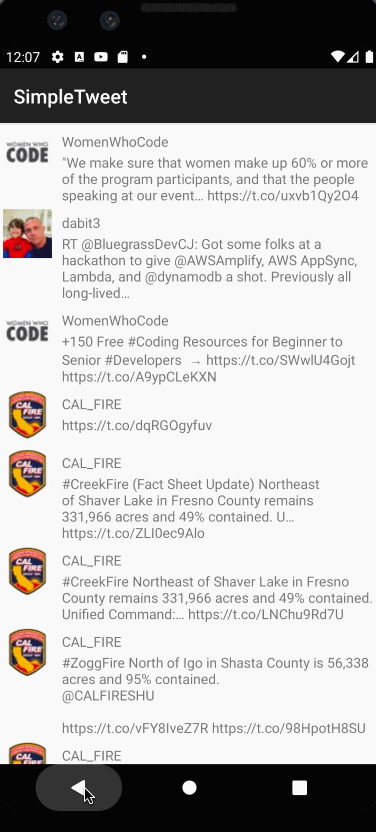 12:07
SimpleTweet
WOMEN WHO
CODE
WomenWhoCode
"We make sure that women make up 60% or more
of the program participants, and that the people
speaking at our event… https://t.co/uxvb1Qy2O4
dabit3
RT @BluegrassDevCJ: Got some folks at a
hackathon to give @AWSAmplify, AWS AppSync,
Lambda, and @dynamodb a shot. Previously all
long-lived…
WOMEN WHO
CODE
WomenWhoCode
+150 Free #Coding Resources for Beginner to
Senior #Developers → https://t.co/SWwlU4Gojt
https://t.co/A9ypCLeKXN
CAL FIRE
CAL_FIRE
https://t.co/dqRGOgyfuv
CAL FIRE
CAL_FIRE
#CreekFire (Fact Sheet Update) Northeast
of Shaver Lake in Fresno County remains
331,966 acres and 49% contained. U…
https://t.co/ZLI0ec9Alo
CAL FIRE
CAL_FIRE
#CreekFire Northeast of Shaver Lake in Fresno
County remains 331,966 acres and 49% contained.
Unified Command:… https://t.co/LNChu9Rd7U
CAL FIRE
CAL_FIRE
#ZoggFire North of Igo in Shasta County is 56,338
acres and 95% contained.
@CALFIRESHU
https://t.co/vFY8IveZ7R https://t.co/98HpotH8SU
CAL_FIRE